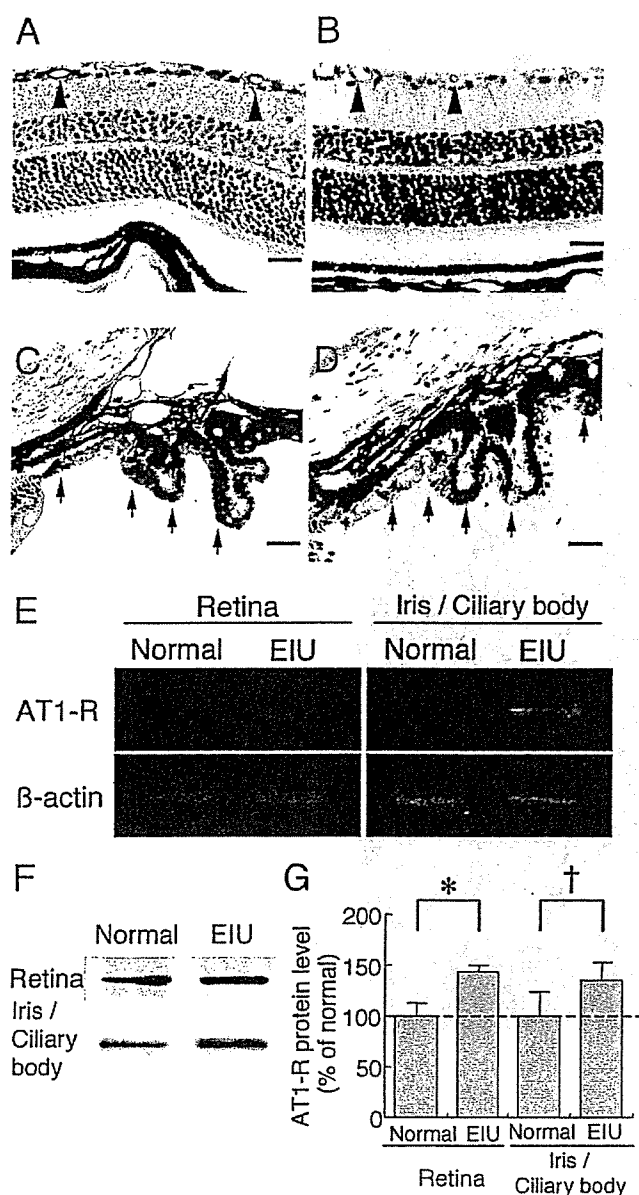 A
B
C
D
E
Retina
Iris / Ciliary body
Normal
EIU
Normal
EIU
AT1-R
ß-actin
F
Normal
EIU
Retina
Iris /
Ciliary
body
G
*
†
AT1-R protein level
(% of normal)
200
150
100
50
0
Normal
EIU
Normal
EIU
Retina
Iris /
Ciliary body